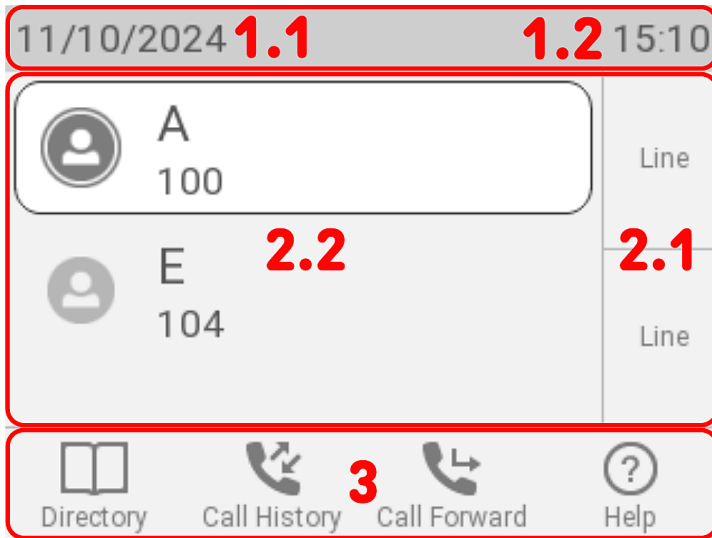 11/10/2024 1.1 1.2 15:10
A
100
Line
2.2 2.1
E
104
Line
3
Directory Call History Call Forward Help